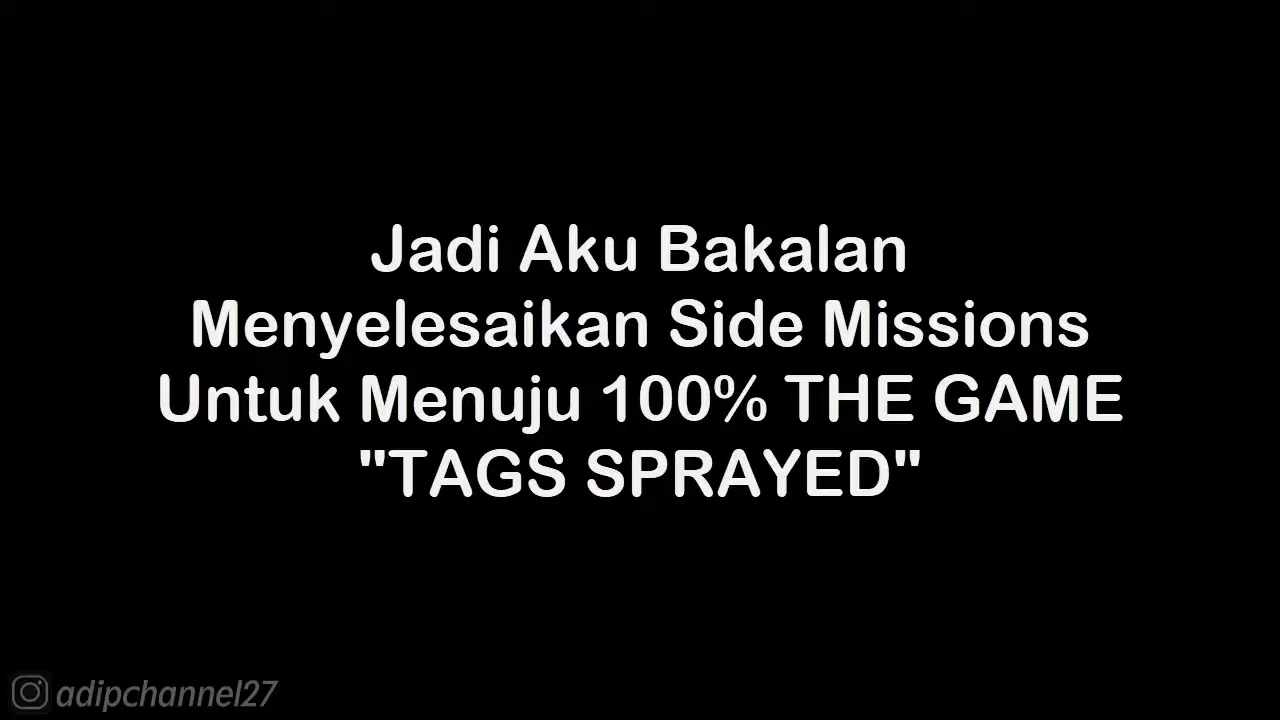 Jadi Aku Bakalan
Menyelesaikan Side Missions
Untuk Menuju 100% THE GAME
"TAGS SPRAYED"
adipchannel27